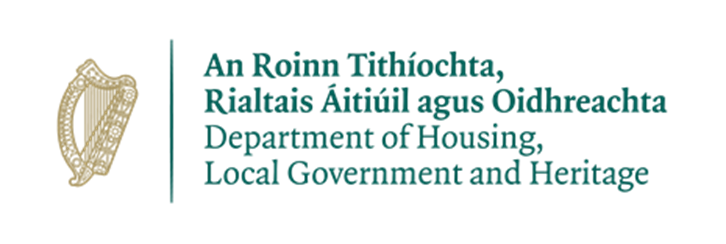 An Roinn Tithíochta,
Rialtais Áitiúil agus Oidhreachta
Department of Housing,
Local Government and Heritage